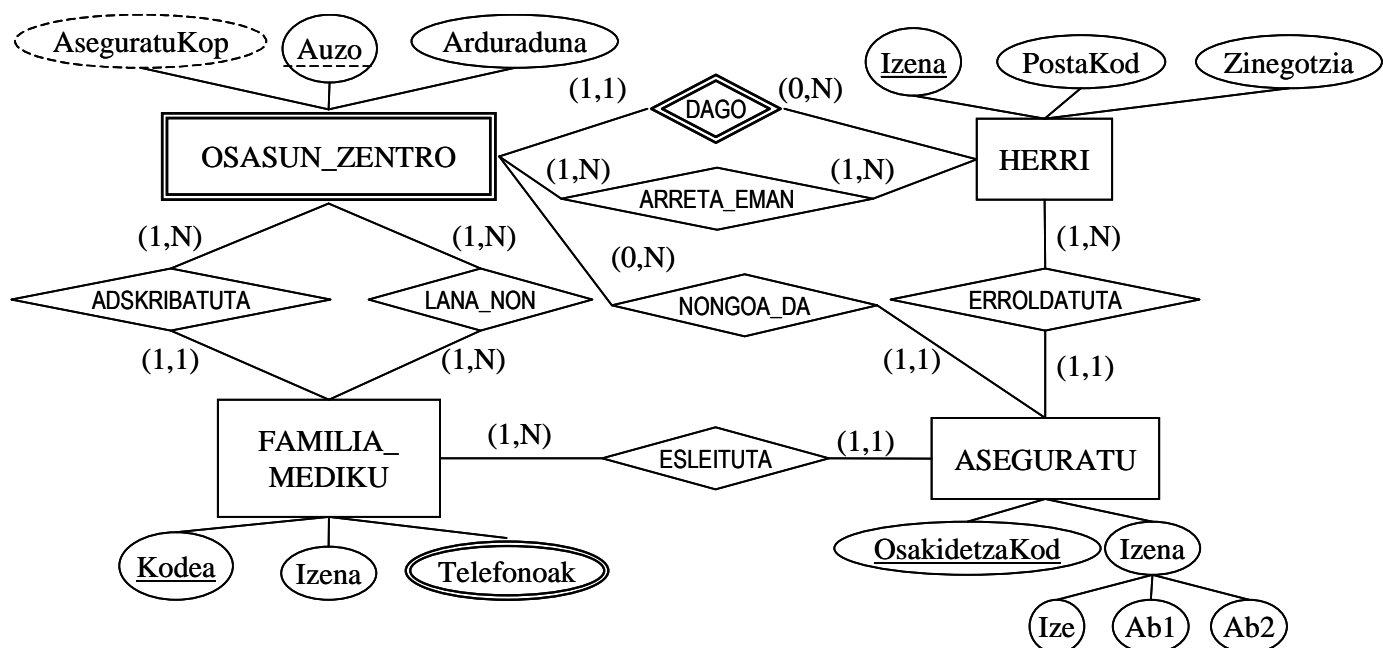 AseguratuKop Auzo Arduraduna
Izena PostaKod Zinegotzia
(1,1) DAGO (0,N)
OSASUN_ZENTRO HERRI
(1,N) ARRETA_EMAN (1,N)
(1,N) (1,N) (0,N) (1,N)
ADSKRIBATUTA LANA_NON NONGOA_DA ERROLDATUTA
(1,1) (1,N) (1,1) (1,1)
FAMILIA_
MEDIKU
(1,N) ESLEITUTA (1,1) ASEGURATU
Kodea Izena Telefonoak OsakidetzaKod Izena
Ize Ab1 Ab2